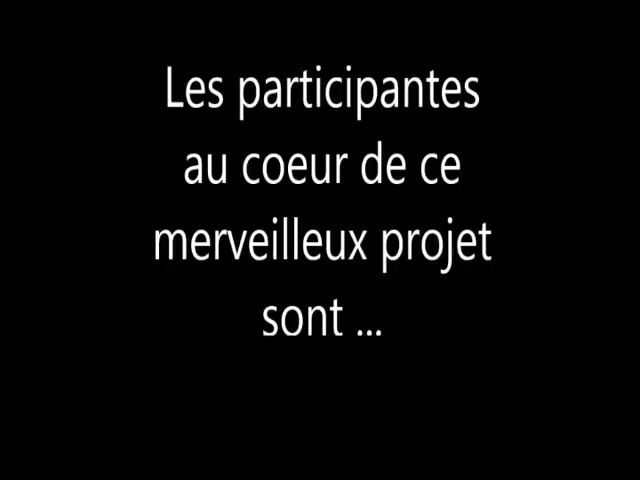 Les participantes
au coeur de ce
merveilleux projet
sont ...